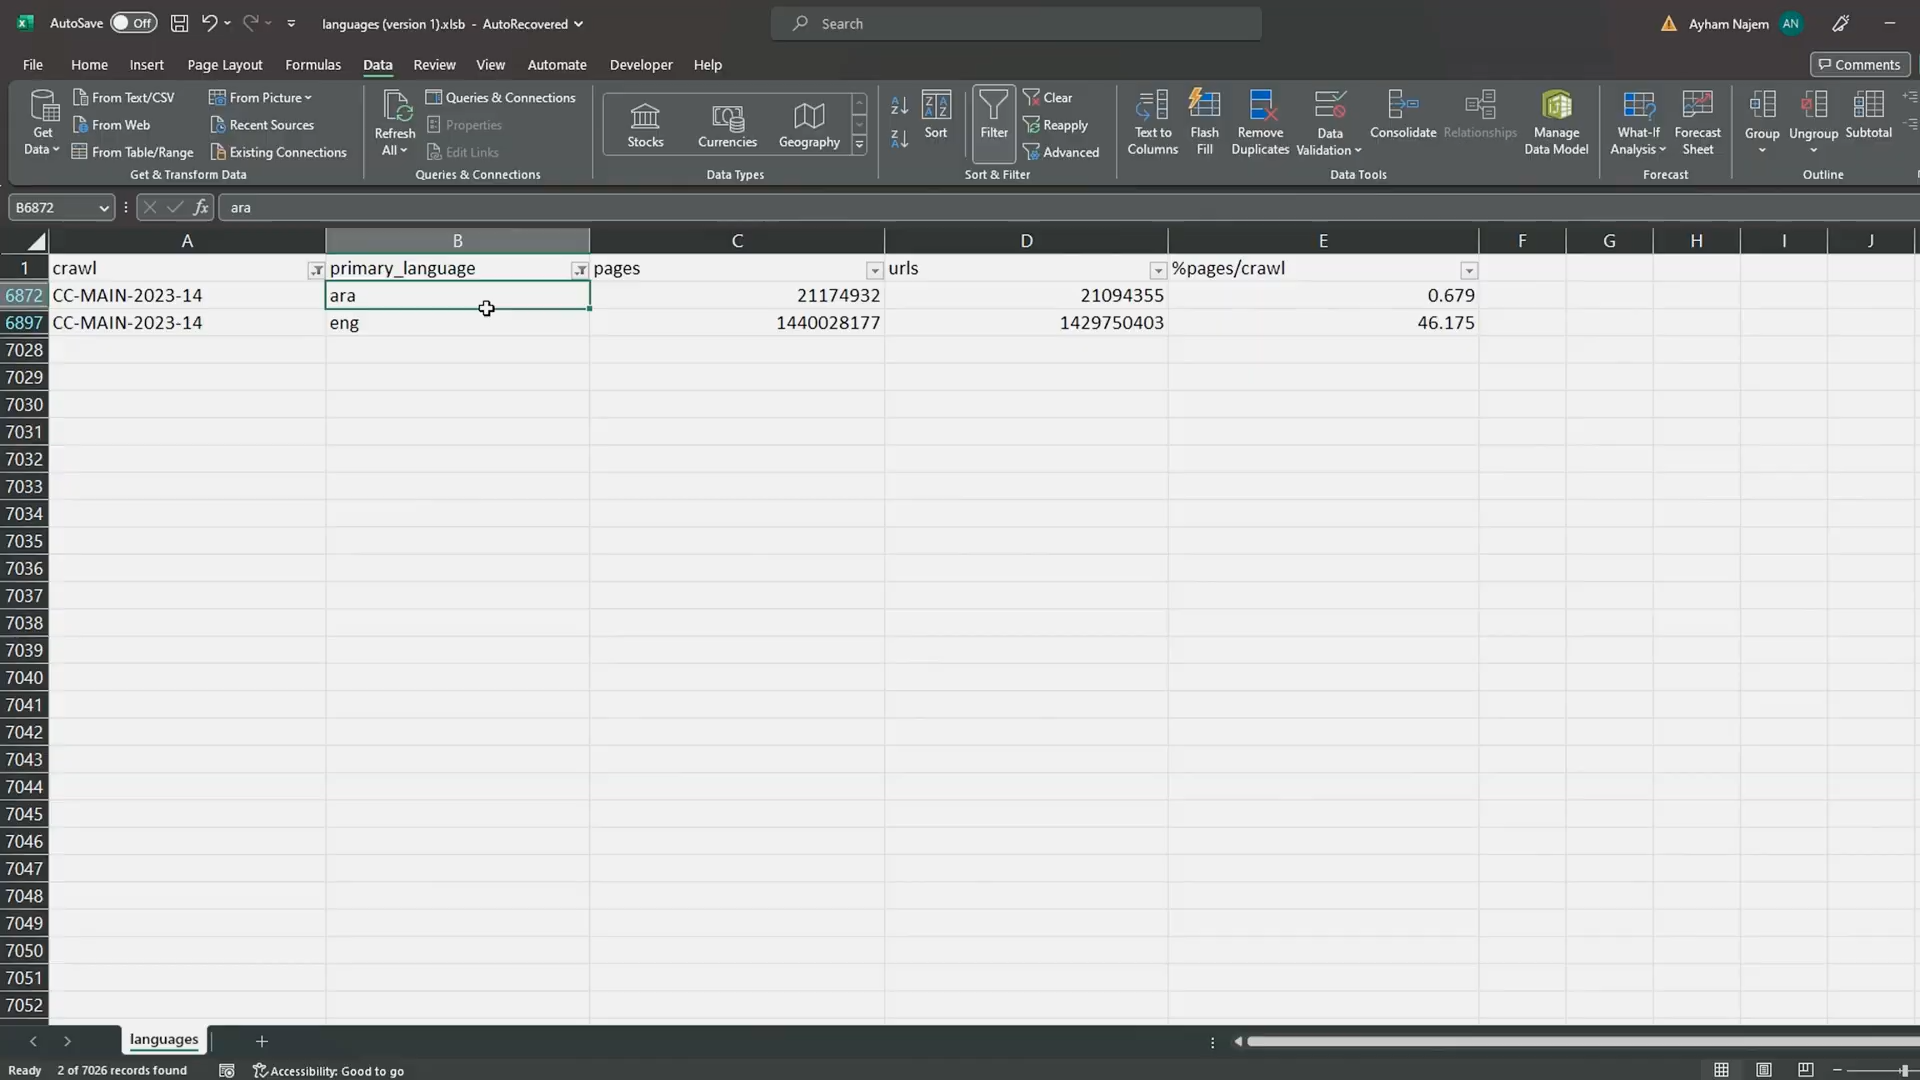 AutoSave Off languages (version 1).xlsb - AutoRecovered Search Ayham Najem AN
File Home Insert Page Layout Formulas Data Review View Automate Developer Help Comments
Get Data
From Text/CSV
From Web
From Table/Range
From Picture
Recent Sources
Existing Connections
Get & Transform Data
Refresh All
Queries & Connections
Properties
Edit Links
Queries & Connections
Stocks Currencies Geography
Data Types
Sort
Filter
Clear
Reapply
Advanced
Sort & Filter
Text to Columns
Flash Fill
Remove Duplicates
Data Validation
Consolidate
Relationships
Manage Data Model
Data Tools
What-If Analysis
Forecast Sheet
Forecast
Group
Ungroup
Subtotal
Outline
B6872 fx ara
A B C D E F G H I J
1 crawl primary_language pages urls %pages/crawl
6872 CC-MAIN-2023-14 ara 21174932 21094355 0.679
6897 CC-MAIN-2023-14 eng 1440028177 1429750403 46.175
7028
7029
7030
7031
7032
7033
7034
7035
7036
7037
7038
7039
7040
7041
7042
7043
7044
7045
7046
7047
7048
7049
7050
7051
7052
languages
Ready 2 of 7026 records found Accessibility: Good to go